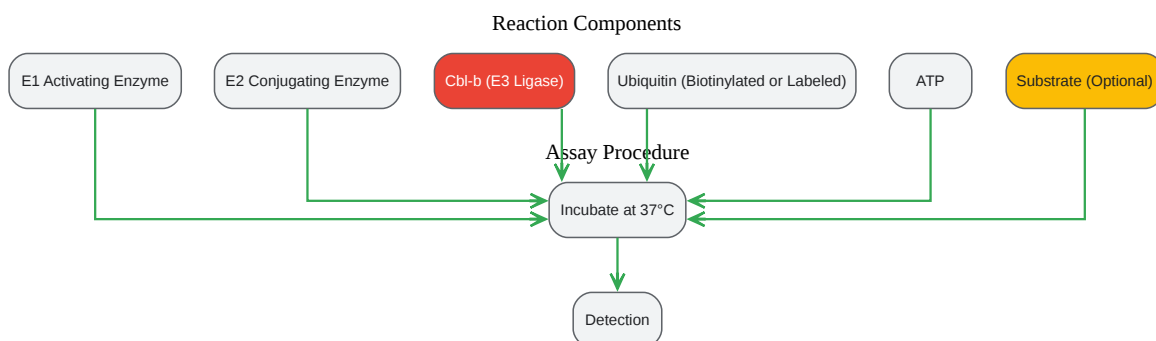 Reaction Components
E1 Activating Enzyme
E2 Conjugating Enzyme
Cbl-b (E3 Ligase)
Ubiquitin (Biotinylated or Labeled)
ATP
Substrate (Optional)
Assay Procedure
Incubate at 37°C
Detection